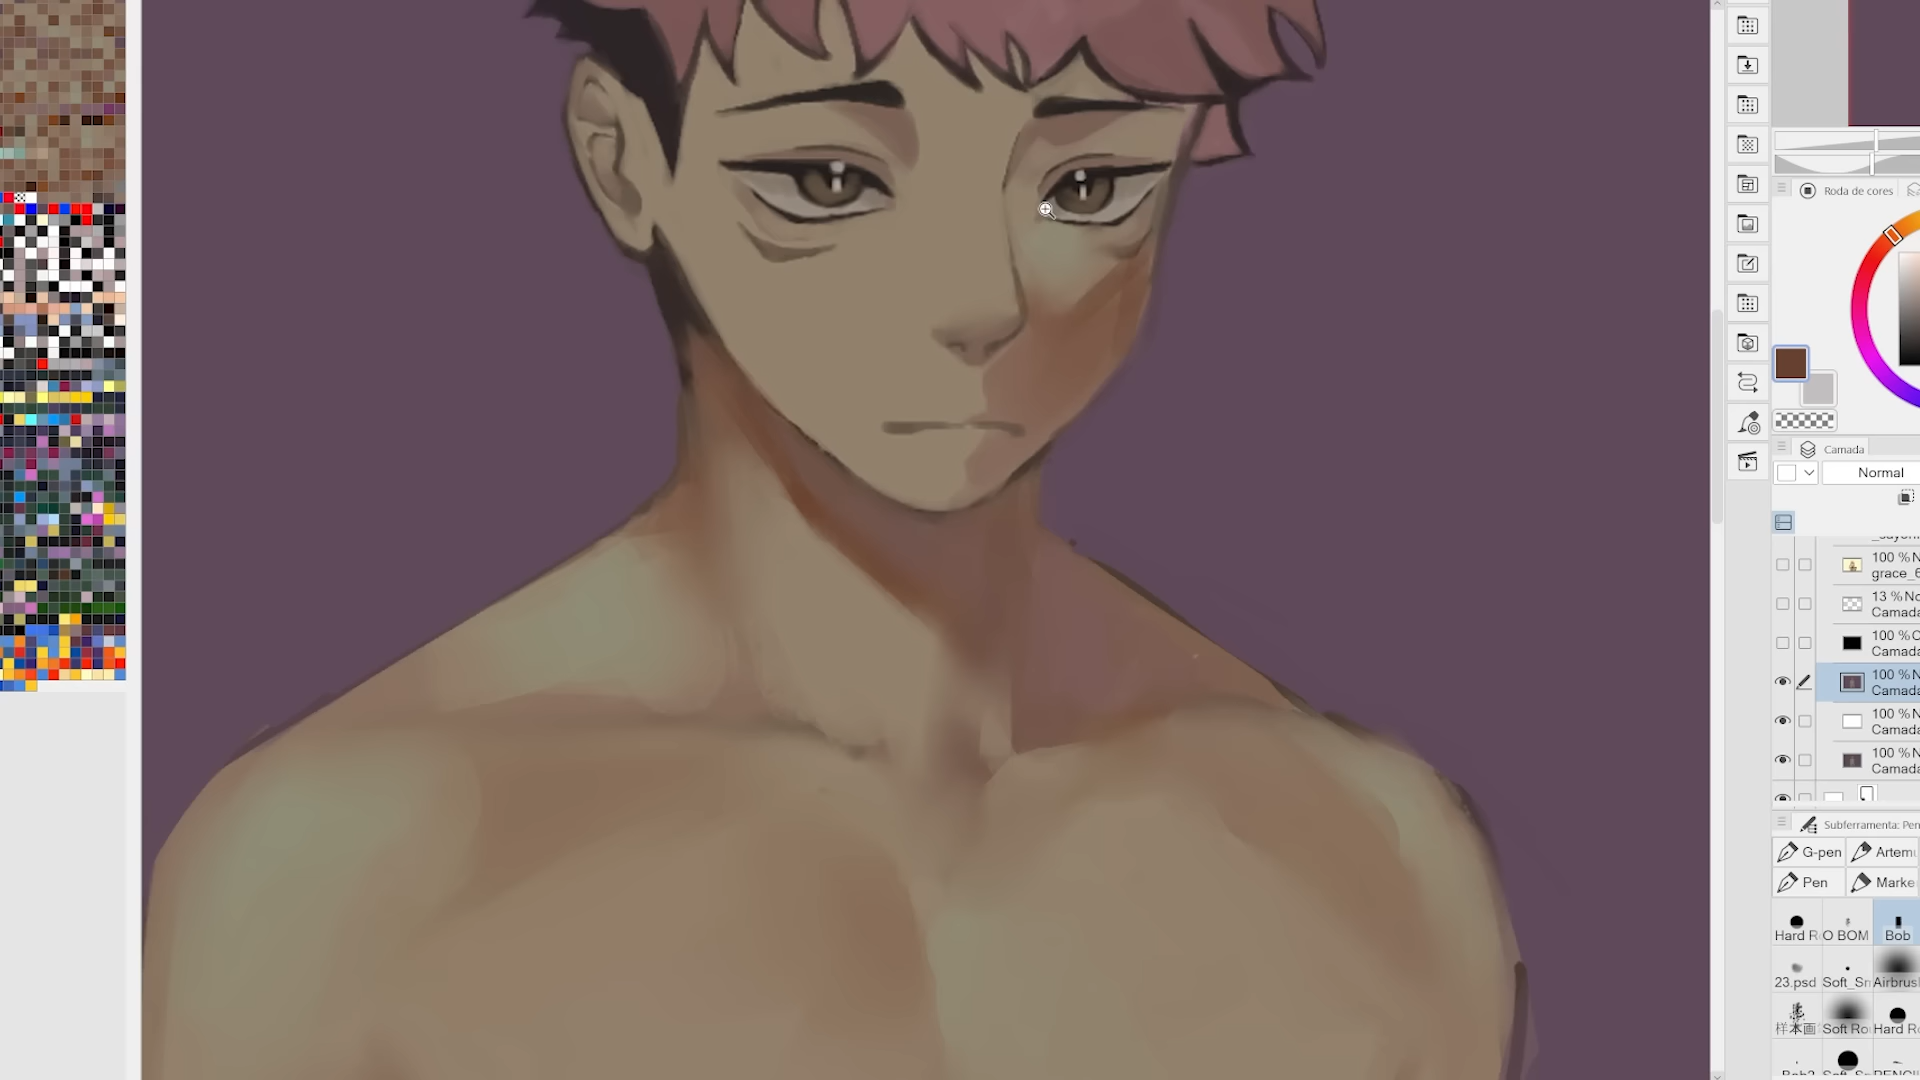 Roda de cores
Camada
Normal
100 % N
grace_6
13 % No
Camada
100 % C
Camada
100 % N
Camada
100 % N
Camada
100 % N
Camada
Subferramenta: Pen
G-pen
Artemi
Pen
Marke
Hard R
O BOM
Bob
23.psd
Soft_Sn
Airbrus
样本画
Soft Ro
Hard R